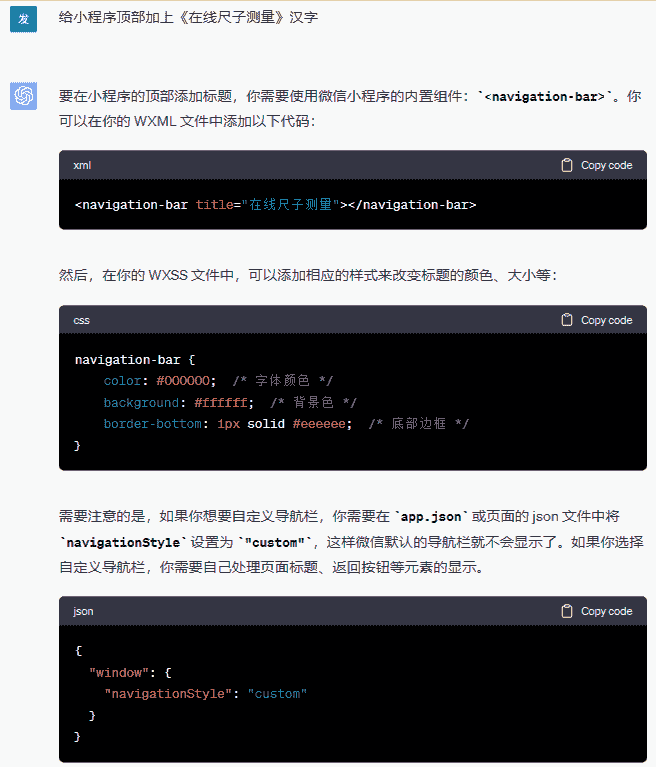 发
给小程序顶部加上《在线尺子测量》汉字
要在小程序的顶部添加标题，你需要使用微信小程序的内置组件：`<navigation-bar>`。你
可以在你的 WXML 文件中添加以下代码：
xml Copy code
<navigation-bar title="在线尺子测量"></navigation-bar>
然后，在你的 WXSS 文件中，可以添加相应的样式来改变标题的颜色、大小等：
css Copy code
navigation-bar {
    color: #000000;  /* 字体颜色 */
    background: #ffffff;  /* 背景色 */
    border-bottom: 1px solid #eeeeee;  /* 底部边框 */
}
需要注意的是，如果你想要自定义导航栏，你需要在 `app.json` 或页面的 json 文件中将
`navigationStyle` 设置为 `"custom"`，这样微信默认的导航栏就不会显示了。如果你选择
自定义导航栏，你需要自己处理页面标题、返回按钮等元素的显示。
json Copy code
{
  "window": {
    "navigationStyle": "custom"
  }
}